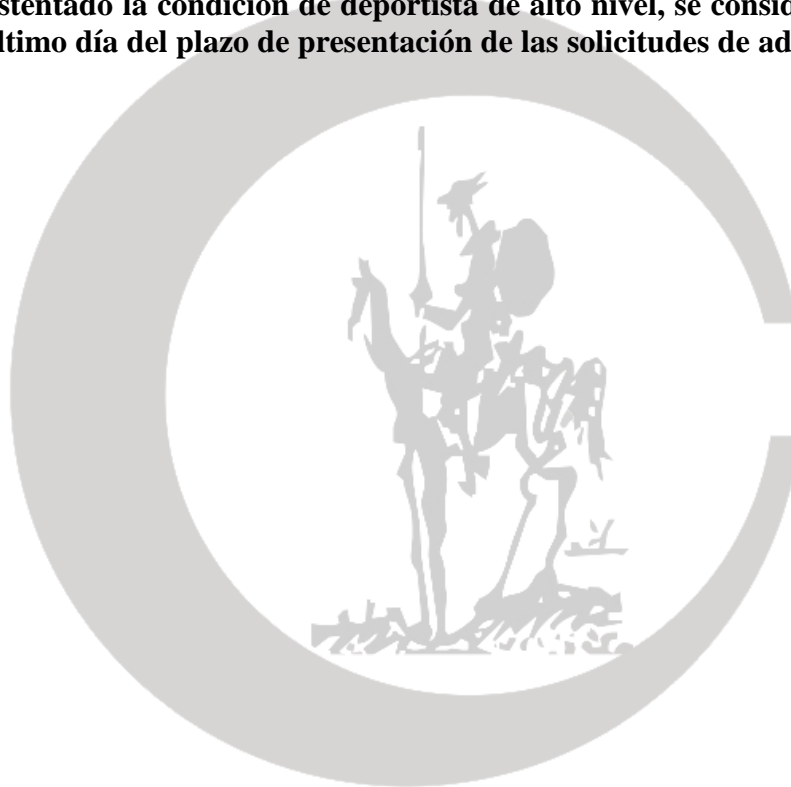 ostentado la condición de deportista de alto nivel, se consid
ltimo día del plazo de presentación de las solicitudes de ad